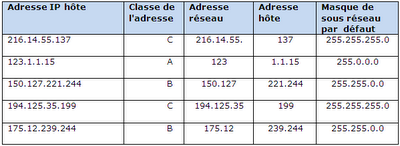 Adresse IP hôte Classe de l'adresse Adresse réseau Adresse hôte Masque de sous réseau par défaut
216.14.55.137 C 216.14.55. 137 255.255.255.0
123.1.1.15 A 123 1.1.15 255.0.0.0
150.127.221.244 B 150.127 221.244 255.255.0.0
194.125.35.199 C 194.125.35 199 255.255.255.0
175.12.239.244 B 175.12 239.244 255.255.0.0